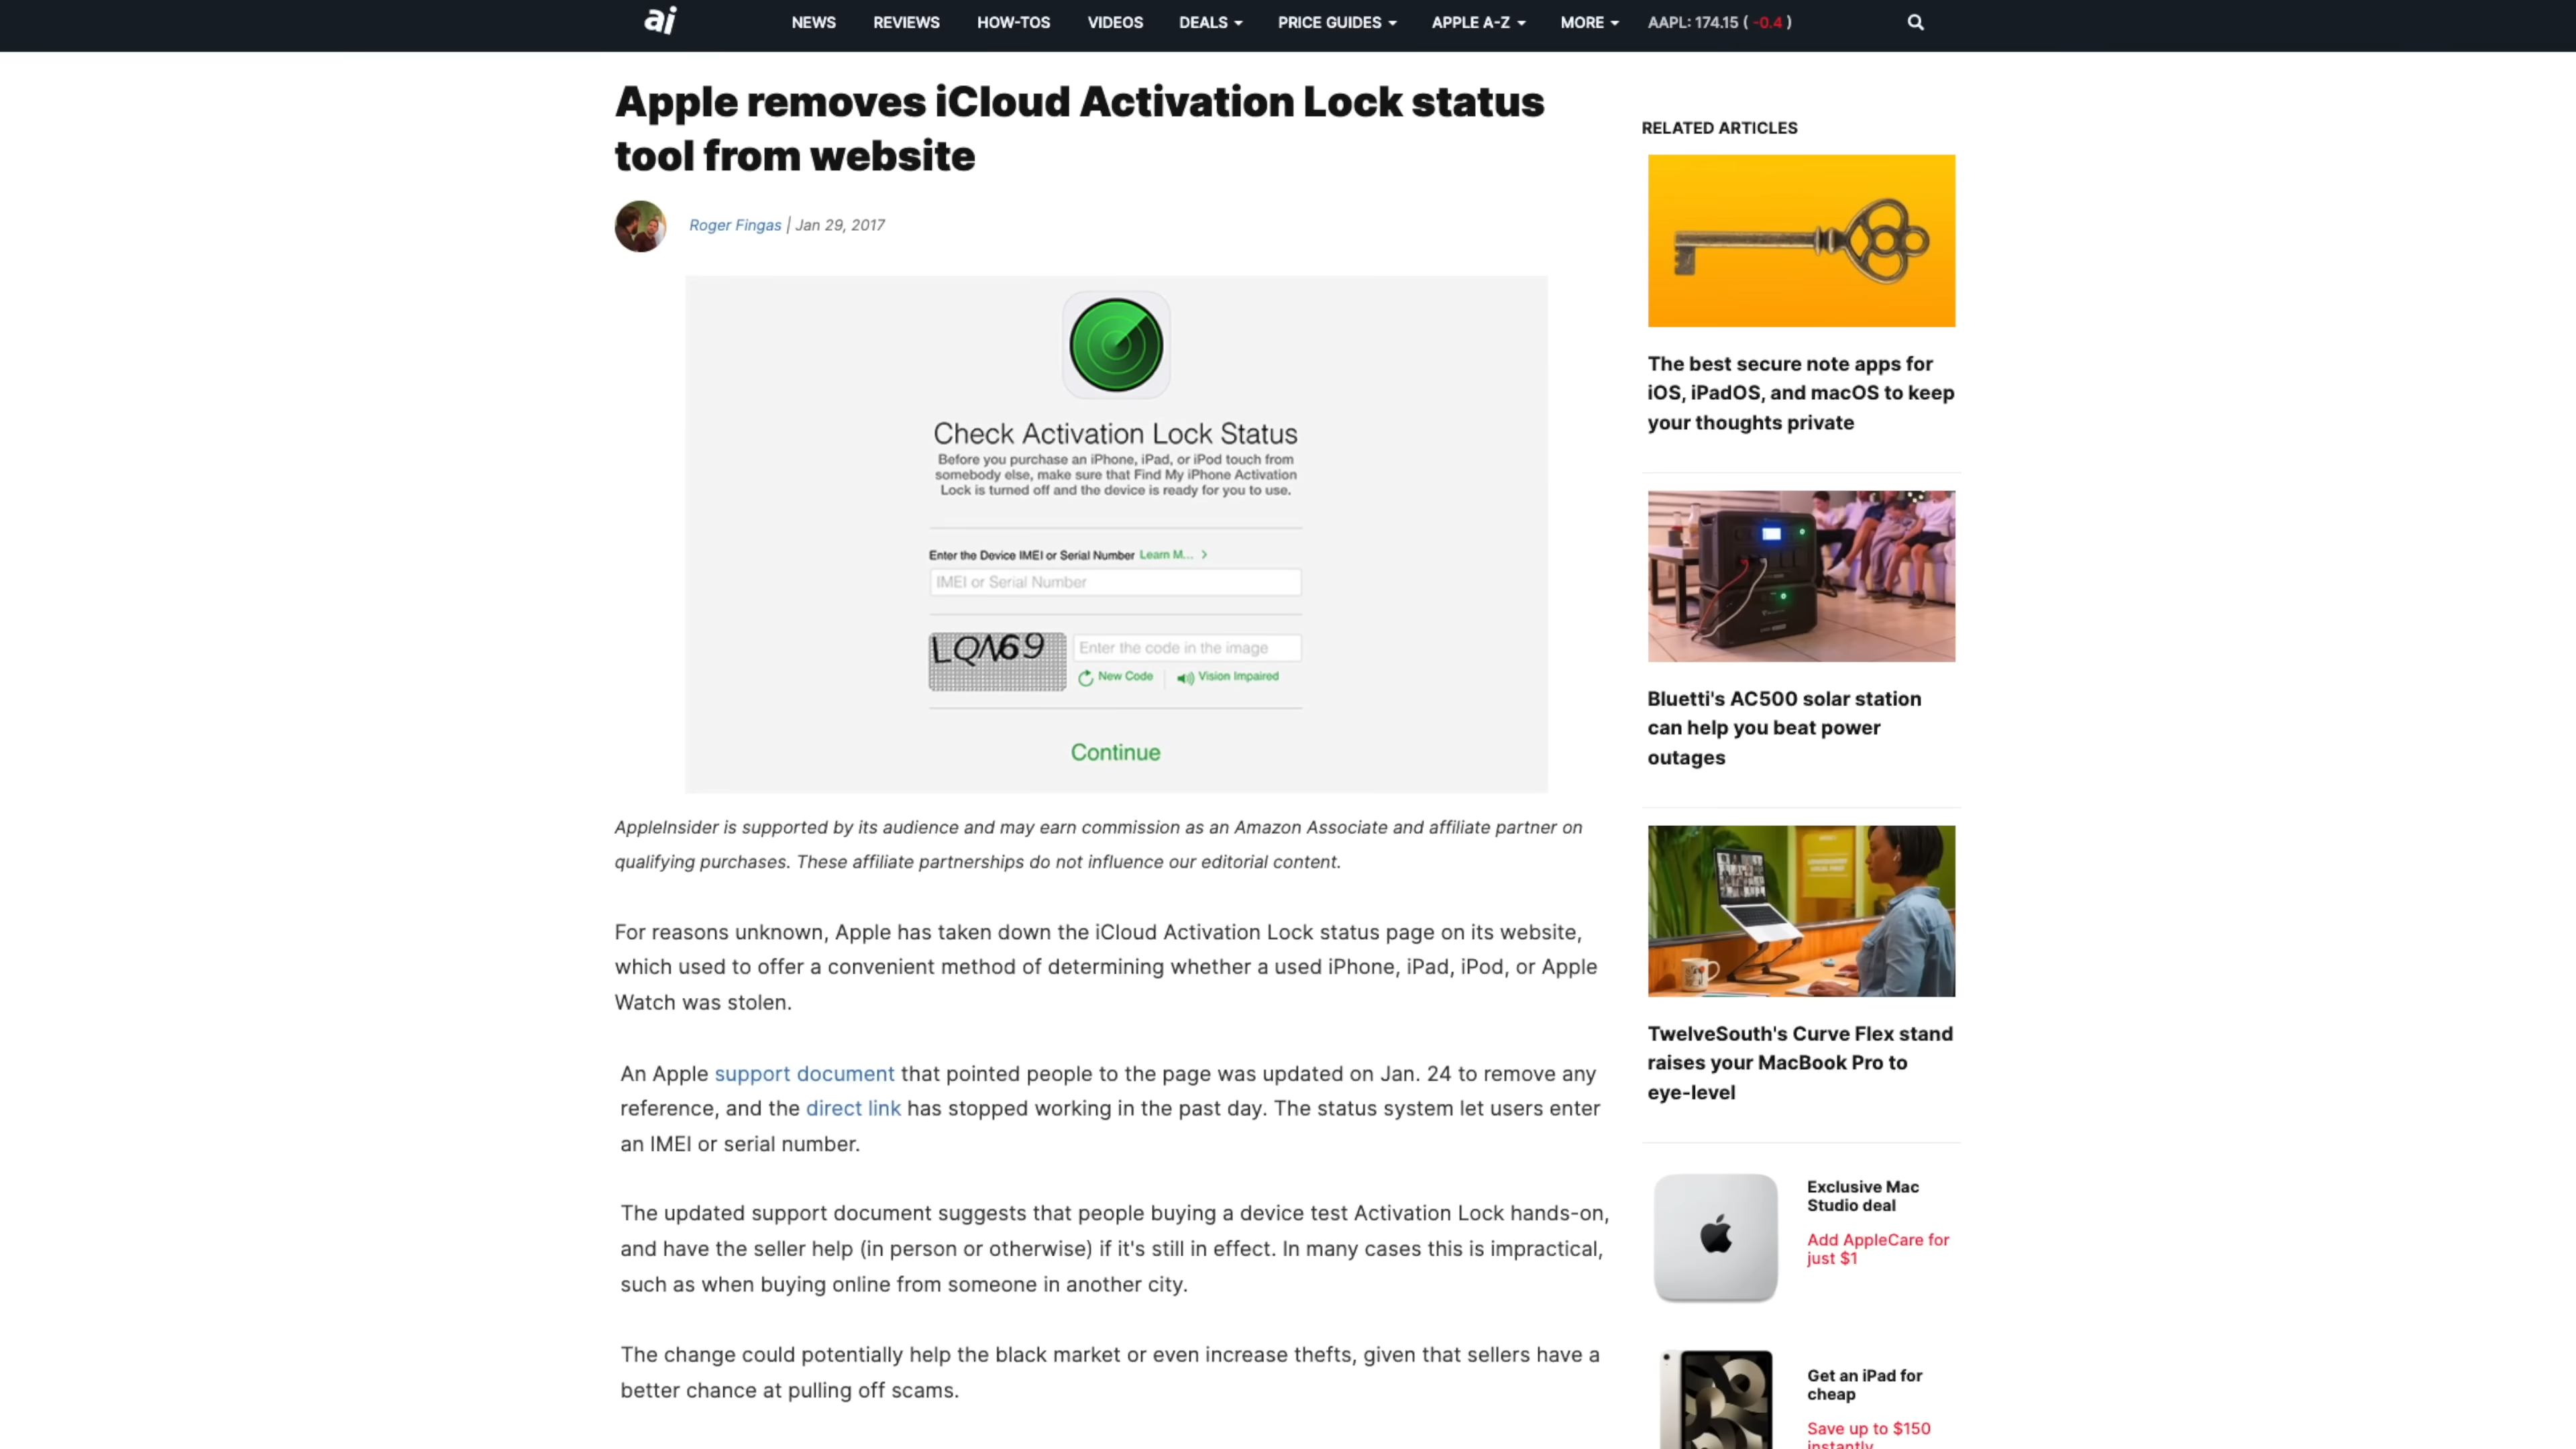 ai
NEWS REVIEWS HOW-TOS VIDEOS DEALS PRICE GUIDES APPLE A-Z MORE AAPL: 174.15 ( -0.4 )
Apple removes iCloud Activation Lock status
tool from website
Roger Fingas | Jan 29, 2017
Check Activation Lock Status
Before you purchase an iPhone, iPad, or iPod touch from
somebody else, make sure that Find My iPhone Activation
Lock is turned off and the device is ready for you to use.
Enter the Device IMEI or Serial Number Learn M... >
IMEI or Serial Number
LQN69
Enter the code in the image
New Code | Vision Impaired
Continue
AppleInsider is supported by its audience and may earn commission as an Amazon Associate and affiliate partner on
qualifying purchases. These affiliate partnerships do not influence our editorial content.
For reasons unknown, Apple has taken down the iCloud Activation Lock status page on its website,
which used to offer a convenient method of determining whether a used iPhone, iPad, iPod, or Apple
Watch was stolen.
An Apple support document that pointed people to the page was updated on Jan. 24 to remove any
reference, and the direct link has stopped working in the past day. The status system let users enter
an IMEI or serial number.
The updated support document suggests that people buying a device test Activation Lock hands-on,
and have the seller help (in person or otherwise) if it's still in effect. In many cases this is impractical,
such as when buying online from someone in another city.
The change could potentially help the black market or even increase thefts, given that sellers have a
better chance at pulling off scams.
RELATED ARTICLES
The best secure note apps for
iOS, iPadOS, and macOS to keep
your thoughts private
Bluetti's AC500 solar station
can help you beat power
outages
TwelveSouth's Curve Flex stand
raises your MacBook Pro to
eye-level
Exclusive Mac
Studio deal
Add AppleCare for
just $1
Get an iPad for
cheap
Save up to $150
instantly